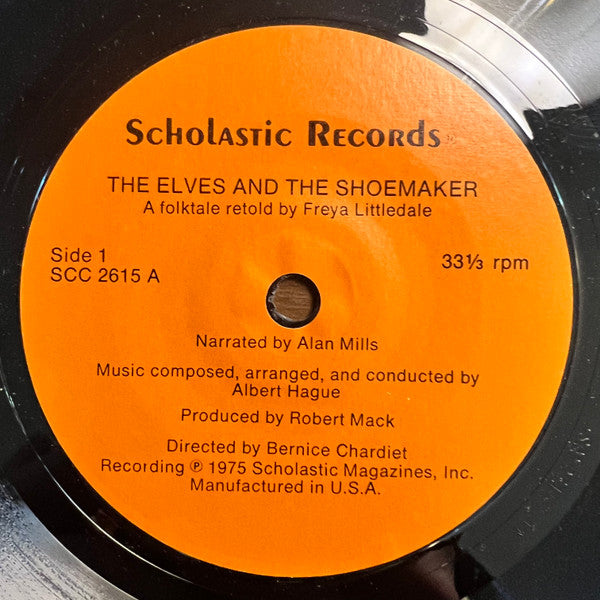 Scholastic Records
THE ELVES AND THE SHOEMAKER
A folktale retold by Freya Littledale
Side 1
SCC 2615 A
33⅓ rpm
Narrated by Alan Mills
Music composed, arranged, and conducted by
Albert Hague
Produced by Robert Mack
Directed by Bernice Chardiet
Recording ℗ 1975 Scholastic Magazines, Inc.
Manufactured in U.S.A.